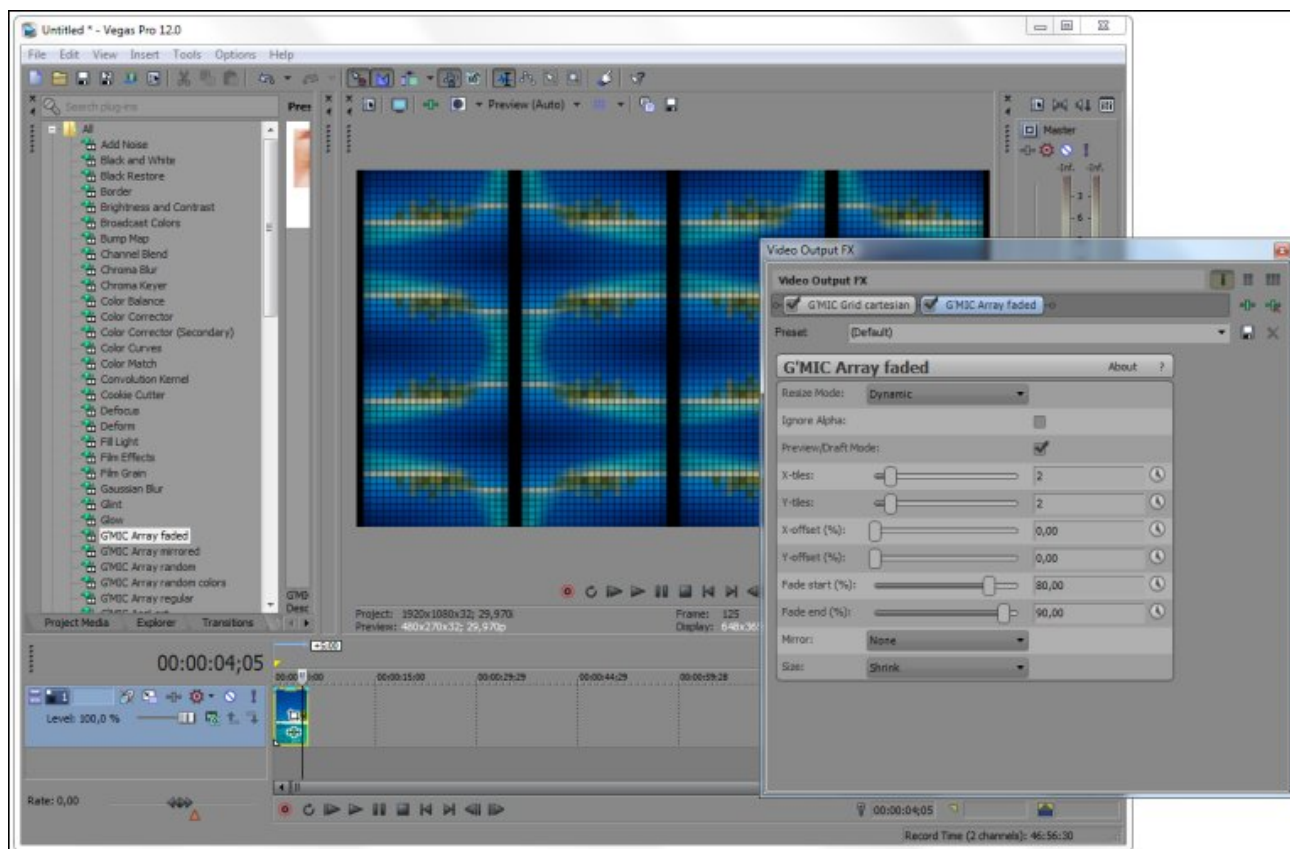 Untitled * - Vegas Pro 12.0
File Edit View Insert Tools Options Help
Search plug-ins
Preview (Auto)
All
Add Noise
Black and White
Black Restore
Border
Brightness and Contrast
Broadcast Colors
Bump Map
Channel Blend
Chroma Blur
Chroma Keyer
Color Balance
Color Corrector
Color Corrector (Secondary)
Color Curves
Color Match
Convolution Kernel
Cookie Cutter
Defocus
Deform
Fill Light
Film Effects
Film Grain
Gaussian Blur
Glint
Glow
G'MIC Array faded
G'MIC Array mirrored
G'MIC Array random
G'MIC Array random colors
G'MIC Array regular
Project Media Explorer Transitions
Pres
G'MI
Desc
Project: 1920x1080x32; 29,970i
Preview: 480x270x32; 29,970p
Frame: 125
Display: 648x36
Master
-Inf. -Inf.
- 3 -
- 6 -
Video Output FX
Video Output FX
G'MIC Grid cartesian G'MIC Array faded
Preset: (Default)
G'MIC Array faded About ?
Resize Mode: Dynamic
Ignore Alpha:
Preview/Draft Mode:
X-tiles: 2
Y-tiles: 2
X-offset (%): 0,00
Y-offset (%): 0,00
Fade start (%): 80,00
Fade end (%): 90,00
Mirror: None
Size: Shrink
00:00:04;05
+5:00
00:00:15:00 00:00:29:29 00:00:44:29 00:00:59:28
1
Level: 100,0 %
Rate: 0,00
00:00:04;05
Record Time (2 channels): 46:56:30